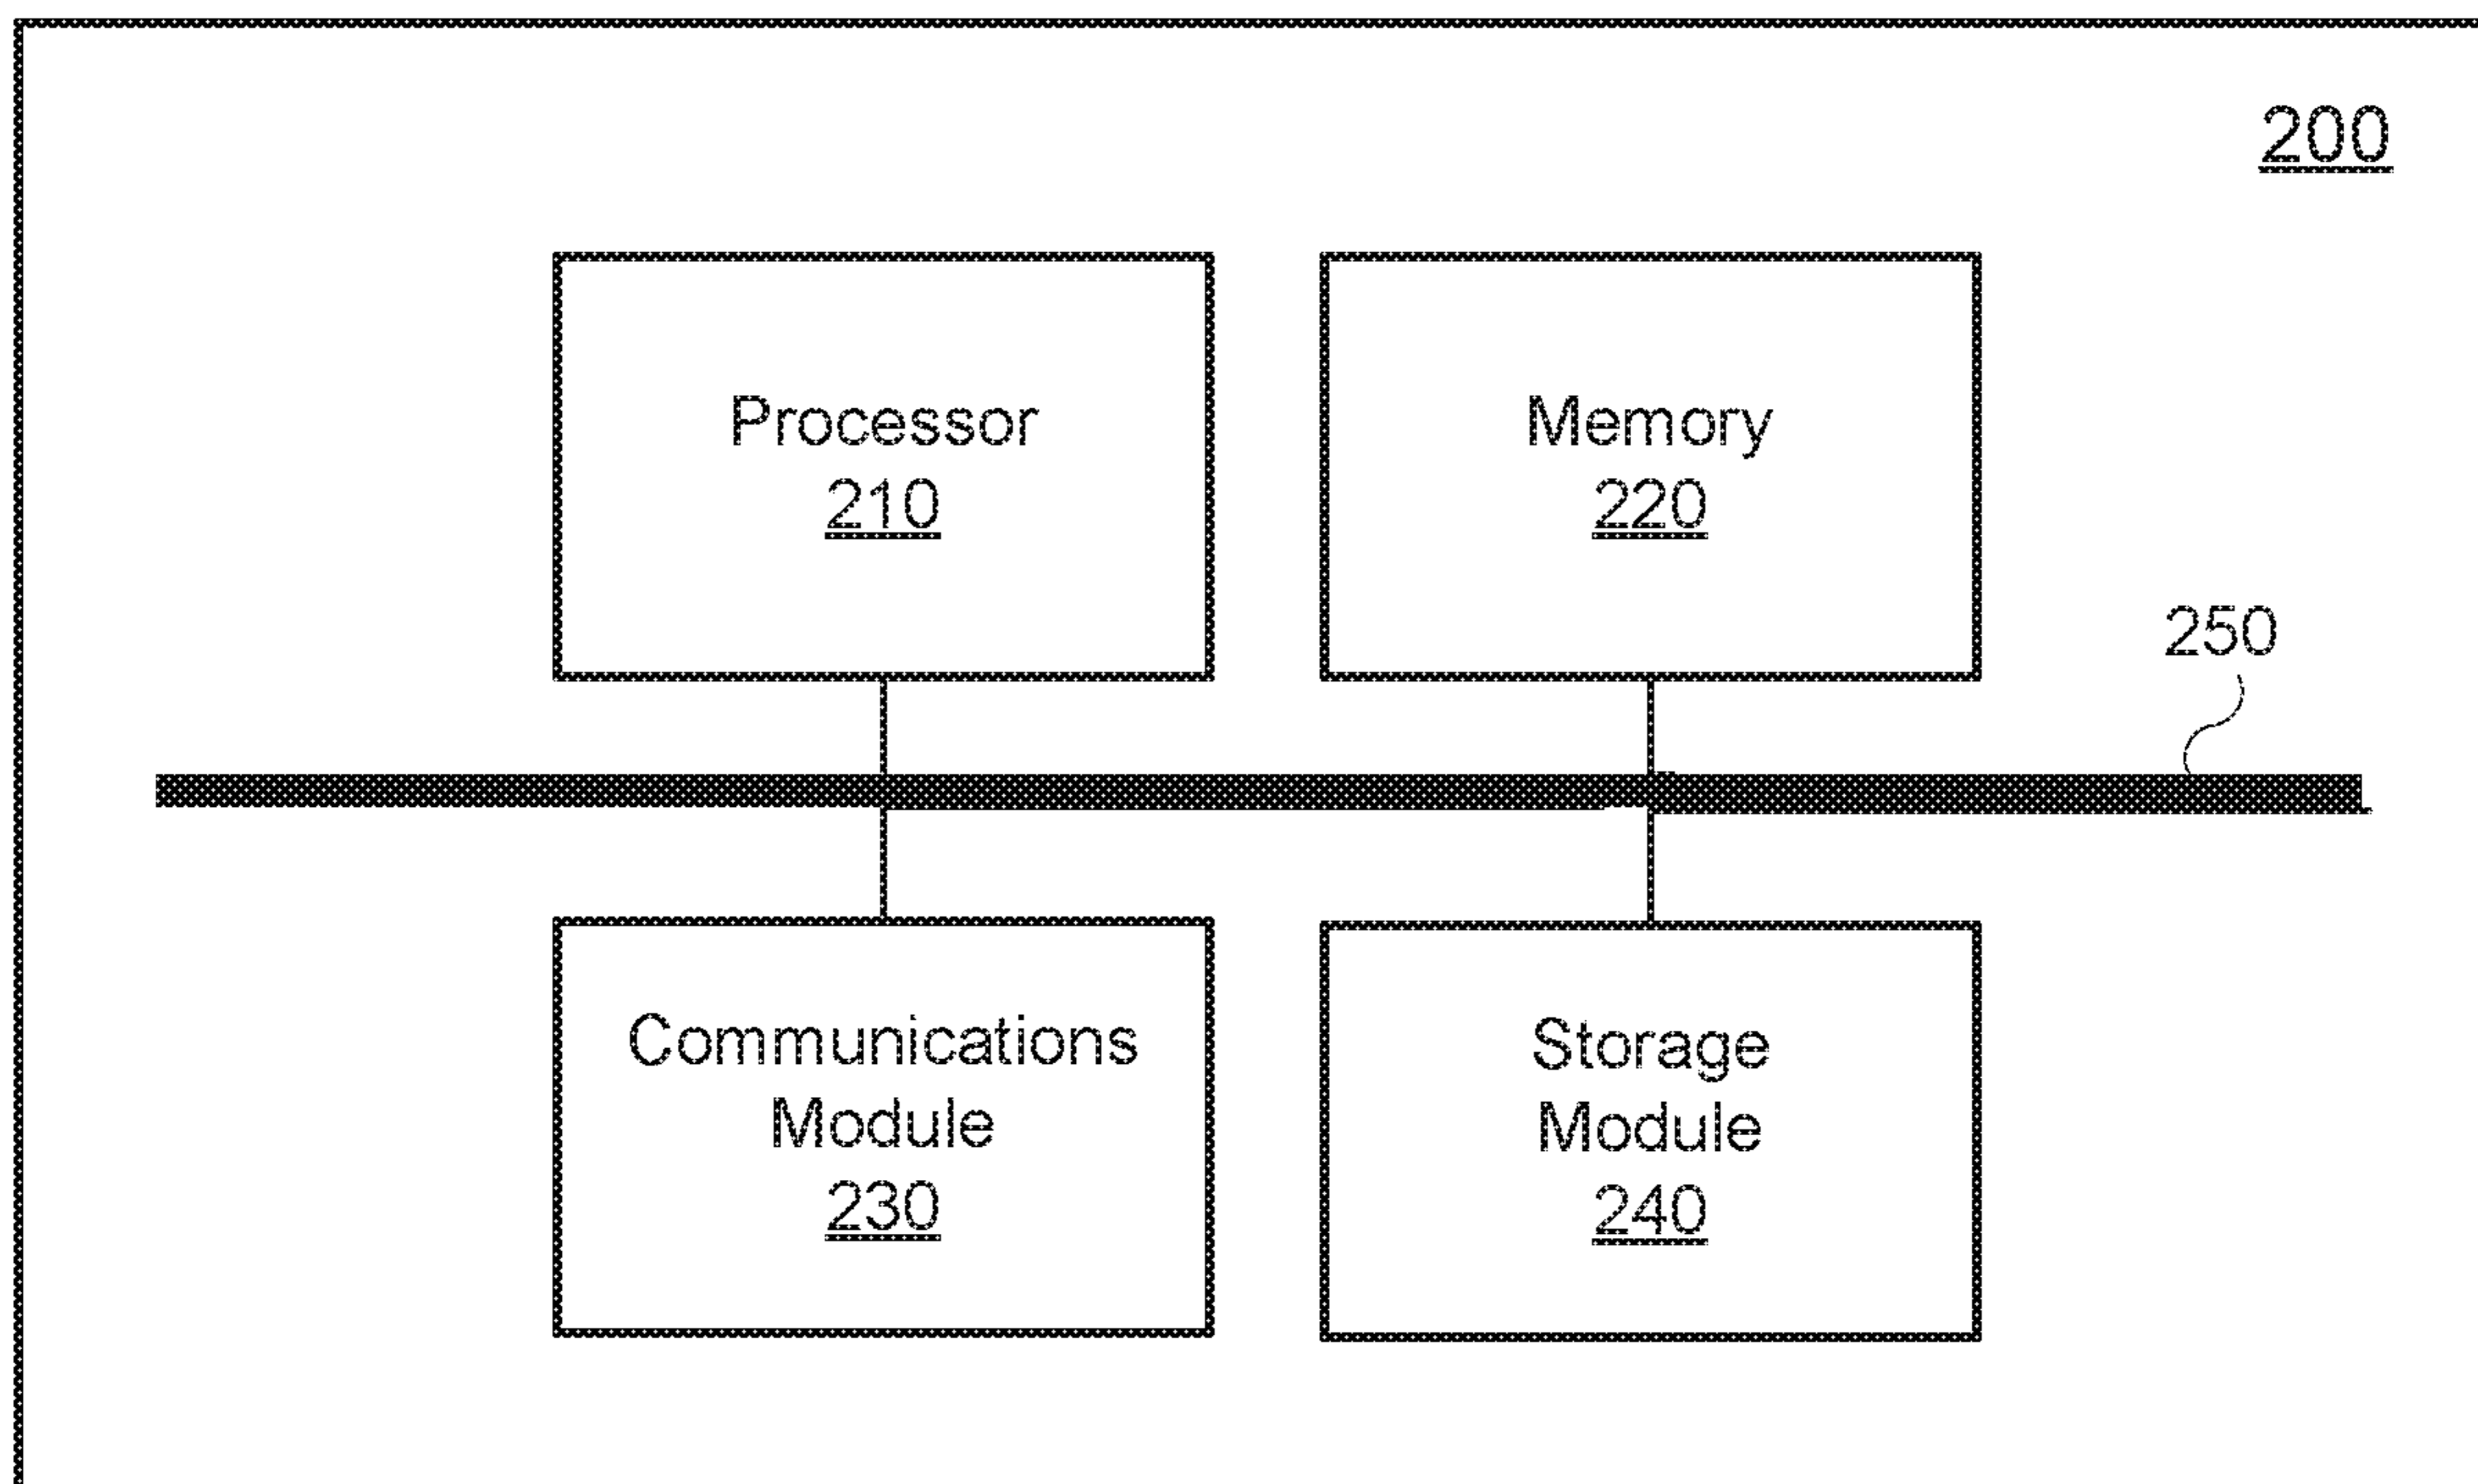 200
Processor
210
Memory
220
250
Communications
Module
230
Storage
Module
240